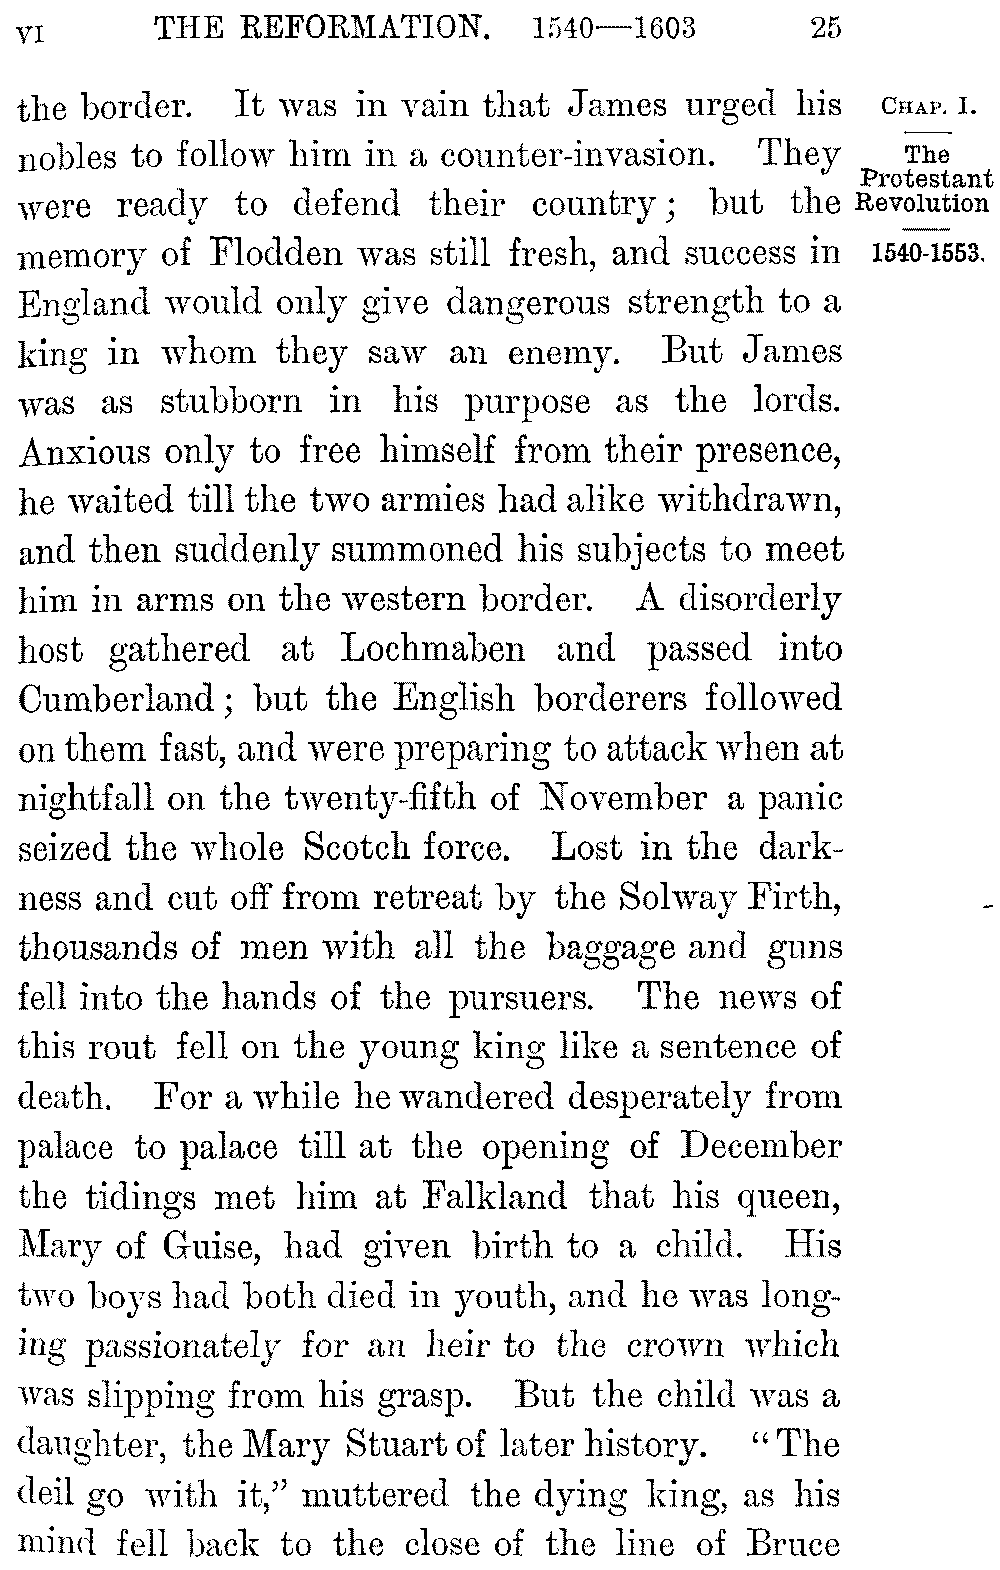 VI THE REFORMATION. 1540—1603 25
the border. It was in vain that James urged his
nobles to follow him in a counter-invasion. They
were ready to defend their country; but the
memory of Flodden was still fresh, and success in
England would only give dangerous strength to a
king in whom they saw an enemy. But James
was as stubborn in his purpose as the lords.
Anxious only to free himself from their presence,
he waited till the two armies had alike withdrawn,
and then suddenly summoned his subjects to meet
him in arms on the western border. A disorderly
host gathered at Lochmaben and passed into
Cumberland; but the English borderers followed
on them fast, and were preparing to attack when at
nightfall on the twenty-fifth of November a panic
seized the whole Scotch force. Lost in the dark-
ness and cut off from retreat by the Solway Firth,
thousands of men with all the baggage and guns
fell into the hands of the pursuers. The news of
this rout fell on the young king like a sentence of
death. For a while he wandered desperately from
palace to palace till at the opening of December
the tidings met him at Falkland that his queen,
Mary of Guise, had given birth to a child. His
two boys had both died in youth, and he was long-
ing passionately for an heir to the crown which
was slipping from his grasp. But the child was a
daughter, the Mary Stuart of later history. "The
deil go with it," muttered the dying king, as his
mind fell back to the close of the line of Bruce
CHAP. I.
The
Protestant
Revolution
1540-1553.